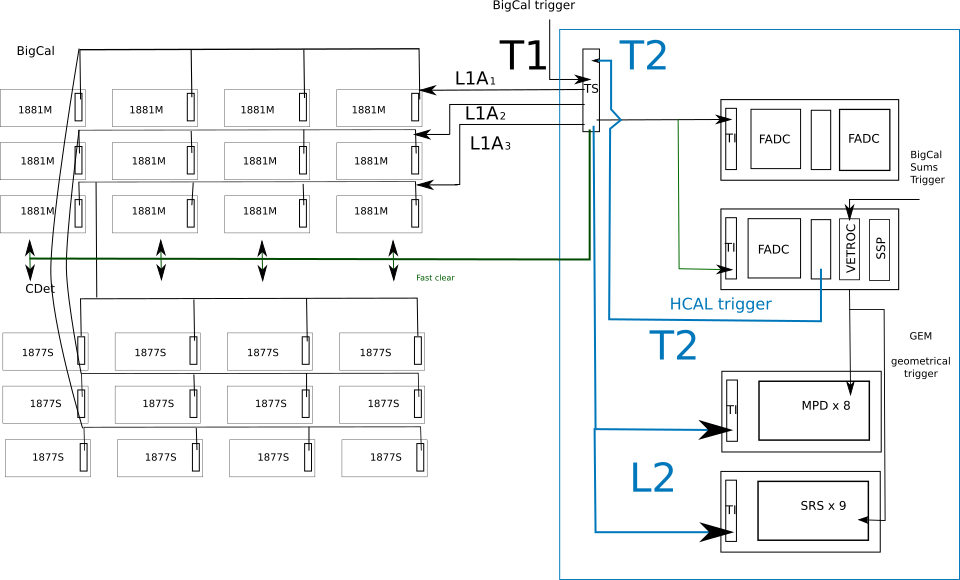 BigCal trigger
BigCal
T1
T2
L1A1
TS
1881M
1881M
1881M
1881M
L1A2
TI
FADC
FADC
L1A3
1881M
1881M
1881M
1881M
BigCal
Sums
Trigger
1881M
1881M
1881M
1881M
TI
FADC
VETROC
SSP
Fast clear
CDet
HCAL trigger
T2
GEM
geometrical
trigger
1877S
1877S
1877S
1877S
1877S
1877S
1877S
1877S
TI
MPD x 8
1877S
1877S
1877S
1877S
L2
TI
SRS x 9